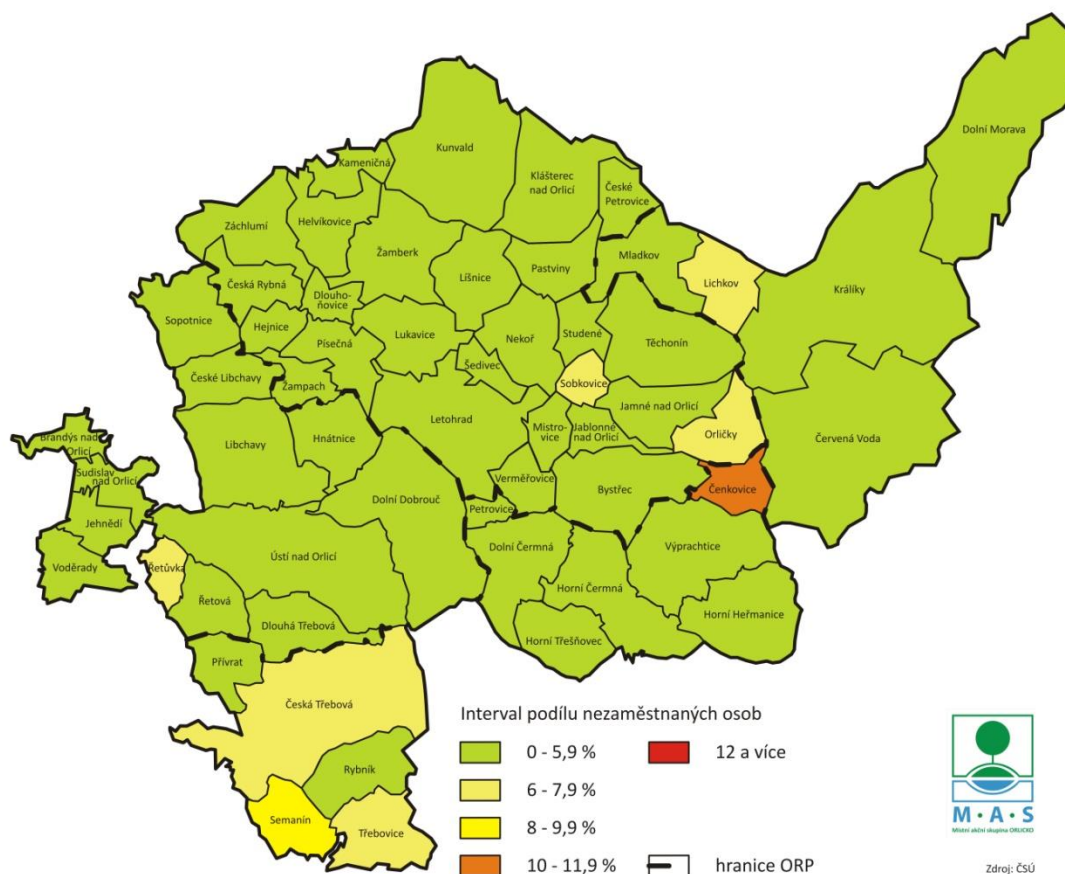 Dolní Morava
Kunvald
Kameničná
Klášterec
nad Orlicí
České
Petrovice
Záchlumí
Helvíkovice
Žamberk
Líšnice
Pastviny
Mladkov
Lichkov
Králíky
Česká Rybná
Dlouho-
ňovice
Sopotnice
Hejnice
Písečná
Lukavice
Nekoř
Studené
Těchonín
Šedivec
České Libchavy
Žampach
Sobkovice
Jamné nad Orlicí
Letohrad
Mistro-
vice
Jablonné
nad Orlicí
Orličky
Červená Voda
Libchavy
Hnátnice
Brandýs nad
Orlicí
Sudislav
nad Orlicí
Verměřovice
Bystřec
Čenkovice
Dolní Dobrouč
Petrovice
Jehnědí
Dolní Čermná
Výprachtice
Ústí nad Orlicí
Voděrady
Řetůvka
Horní Čermná
Řetová
Horní Heřmanice
Dlouhá Třebová
Horní Třešňovec
Přívrat
Česká Třebová
Rybník
Semanín
Třebovice
Interval podílu nezaměstnaných osob
0 - 5,9 %
12 a více
6 - 7,9 %
8 - 9,9 %
10 - 11,9 %
hranice ORP
M · A · S
Místní akční skupina ORLICKO
Zdroj: ČSÚ